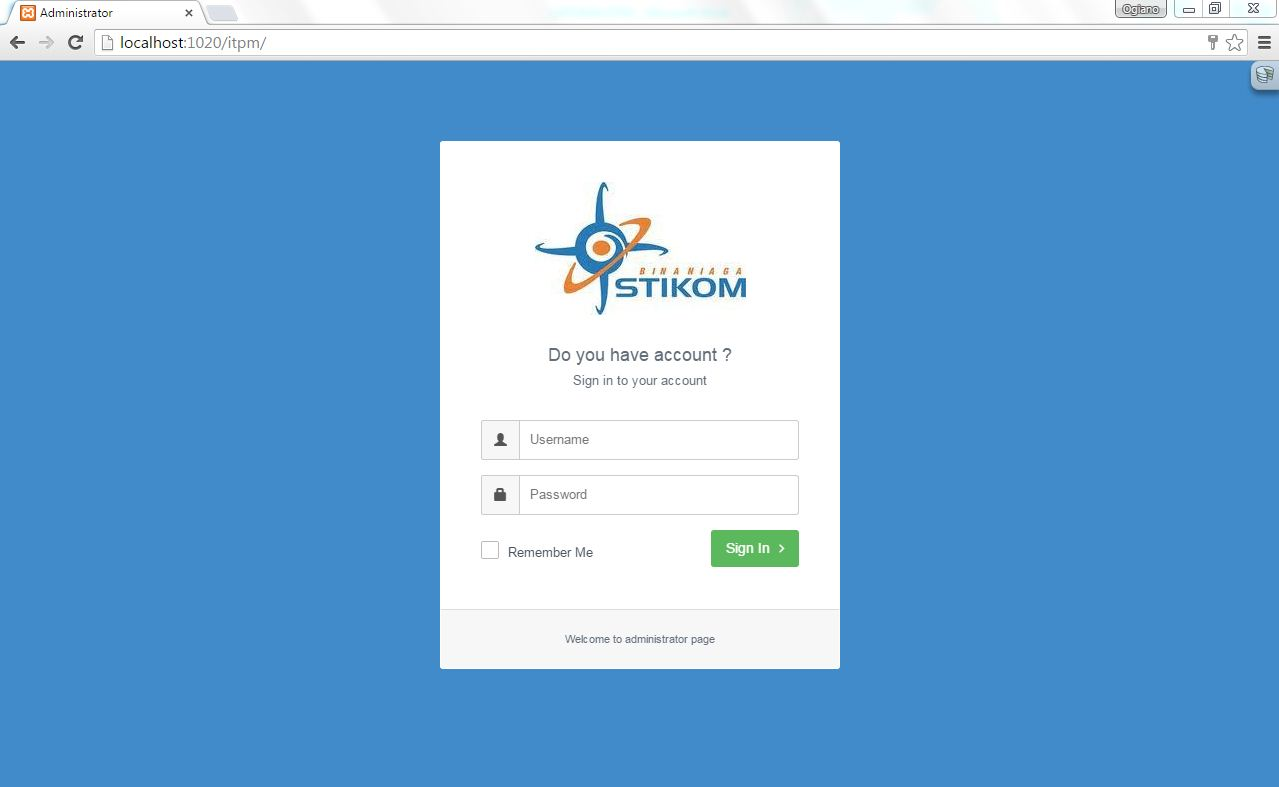 Administrator
Ogiano
localhost:1020/itpm/
BINANIAGA
STIKOM
Do you have account ?
Sign in to your account
Username
Password
Remember Me
Sign In
Welcome to administrator page